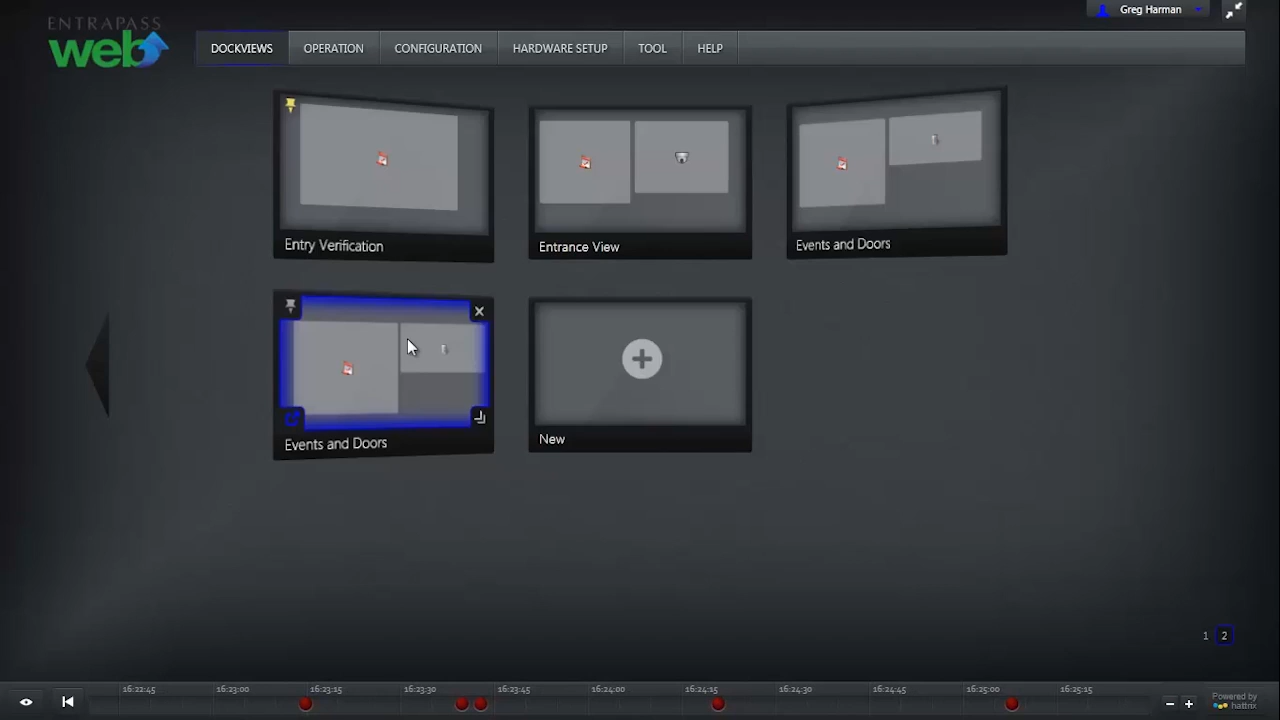 ENTRAPASS
web
Greg Harman
DOCKVIEWS OPERATION CONFIGURATION HARDWARE SETUP TOOL HELP
Entry Verification Entrance View Events and Doors
Events and Doors New
1 2
16:22:45 16:23:00 16:23:15 16:23:30 16:23:45 16:24:00 16:24:15 16:24:30 16:24:45 16:25:00 16:25:15
Powered by
hattrix